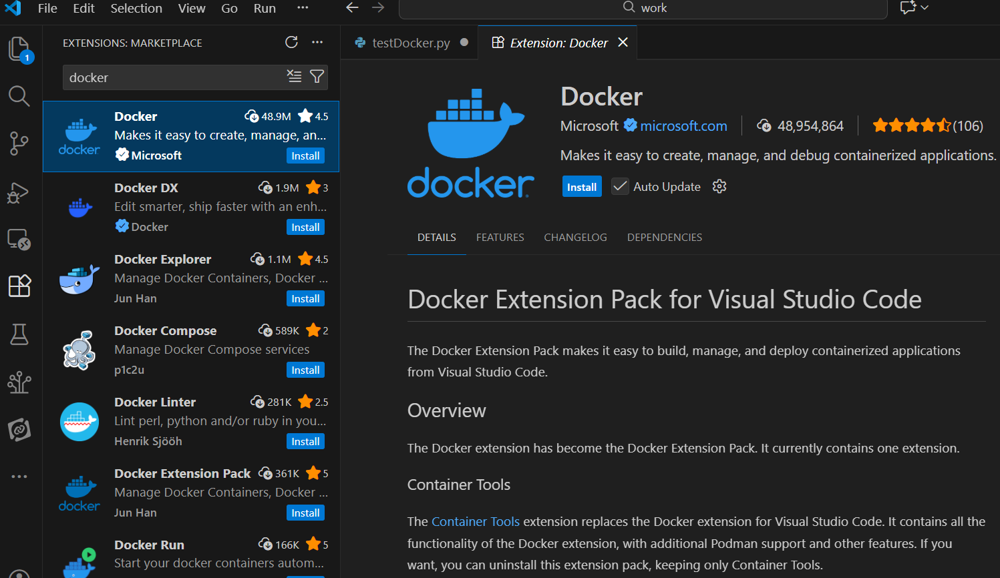 File Edit Selection View Go Run ···
work
EXTENSIONS: MARKETPLACE
1
docker
Docker 48.9M 4.5
Makes it easy to create, manage, an...
Microsoft Install
docker
Docker DX 1.9M 3
Edit smarter, ship faster with an enh...
Docker Install
Docker Explorer 1.1M 4.5
Manage Docker Containers, Docker ...
Jun Han Install
Docker Compose 589K 2
Manage Docker Compose services
p1c2u Install
Docker Linter 281K 2.5
Lint perl, python and/or ruby in you...
Henrik Sjööh Install
Docker Extension Pack 361K 5
Manage Docker Containers, Docker ...
Jun Han Install
docker
Docker Run 166K 5
Start your docker containers autom...
testDocker.py
Extension: Docker
docker.
Docker
Microsoft microsoft.com 48,954,864 (106)
Makes it easy to create, manage, and debug containerized applications.
Install Auto Update
DETAILS FEATURES CHANGELOG DEPENDENCIES
Docker Extension Pack for Visual Studio Code
The Docker Extension Pack makes it easy to build, manage, and deploy containerized applications
from Visual Studio Code.
Overview
The Docker extension has become the Docker Extension Pack. It currently contains one extension.
Container Tools
The Container Tools extension replaces the Docker extension for Visual Studio Code. It contains all the
functionality of the Docker extension, with additional Podman support and other features. If you
want, you can uninstall this extension pack, keeping only Container Tools.